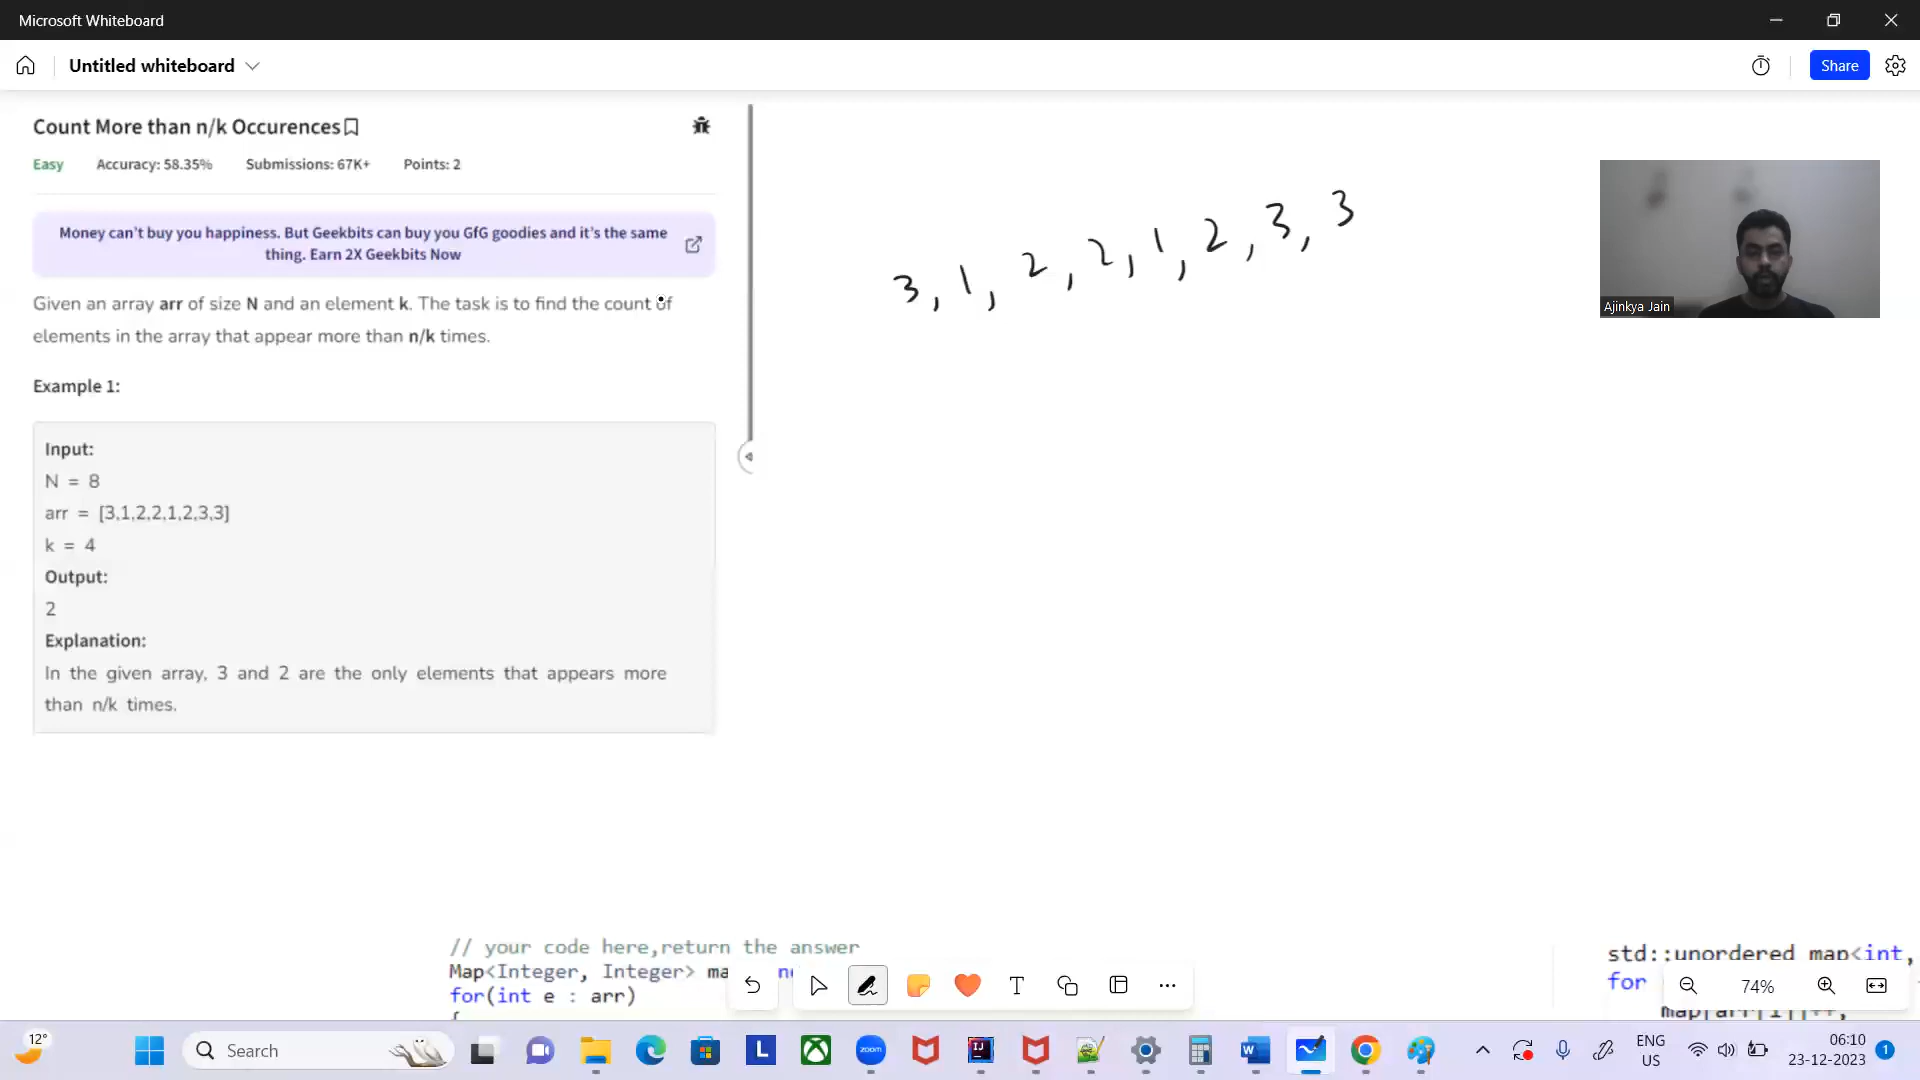 Microsoft Whiteboard
Untitled whiteboard
Share
Count More than n/k Occurences
Easy Accuracy: 58.35% Submissions: 67K+ Points: 2
Money can't buy you happiness. But Geekbits can buy you GfG goodies and it's the same
thing. Earn 2X Geekbits Now
Given an array arr of size N and an element k. The task is to find the count of
elements in the array that appear more than n/k times.
Example 1:
Input:
N = 8
arr = [3,1,2,2,1,2,3,3]
k = 4
Output:
2
Explanation:
In the given array, 3 and 2 are the only elements that appears more
than n/k times.
3, 1, 2, 2, 1, 2, 3, 3
Ajinkya Jain
// your code here,return the answer
Map<Integer, Integer> ma
for(int e : arr)
{
std::unordered map<int,
for
map[arr[i]]++;
T
74%
12°
Search
L
zoom
W
ENG
US
06:10
23-12-2023
1